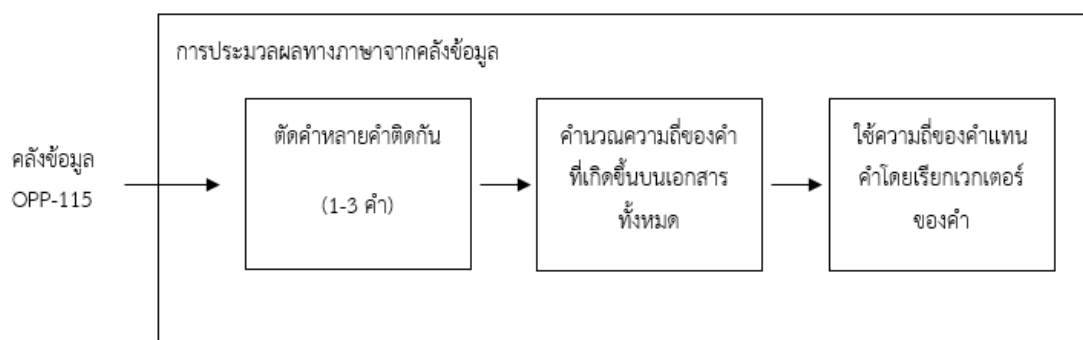 การประมวลผลทางภาษาจากคลังข้อมูล
คลังข้อมูล
OPP-115
ตัดคำหลายคำติดกัน
(1-3 คำ)
คำนวณความถี่ของคำ
ที่เกิดขึ้นบนเอกสาร
ทั้งหมด
ใช้ความถี่ของคำแทน
คำโดยเรียกเวกเตอร์
ของคำ